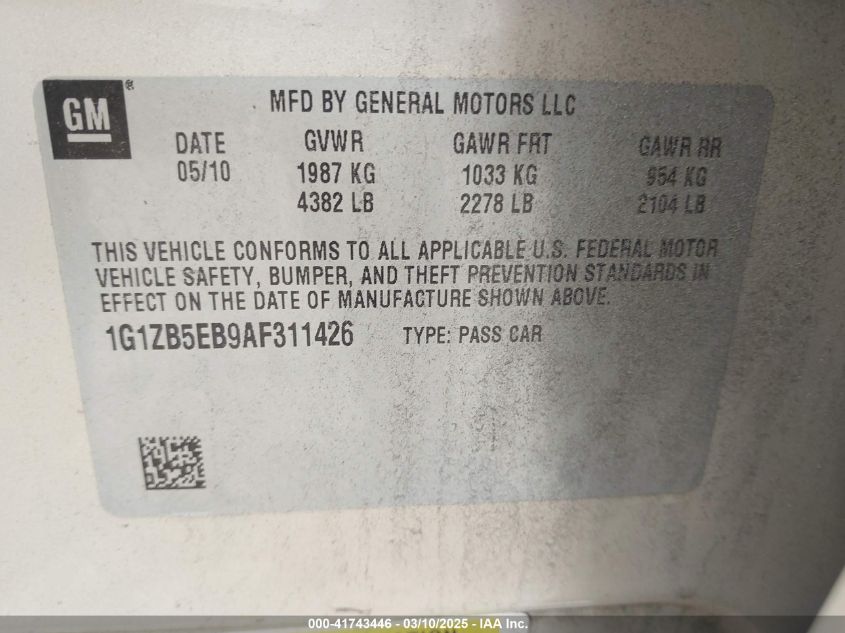 GM®
MFD BY GENERAL MOTORS LLC
DATE GVWR GAWR FRT GAWR RR
05/10 1987 KG 1033 KG 954 KG
4382 LB 2278 LB 2104 LB
THIS VEHICLE CONFORMS TO ALL APPLICABLE U.S. FEDERAL MOTOR
VEHICLE SAFETY, BUMPER, AND THEFT PREVENTION STANDARDS IN
EFFECT ON THE DATE OF MANUFACTURE SHOWN ABOVE.
1G1ZB5EB9AF311426 TYPE: PASS CAR
000-41743446 - 03/10/2025 - IAA Inc.